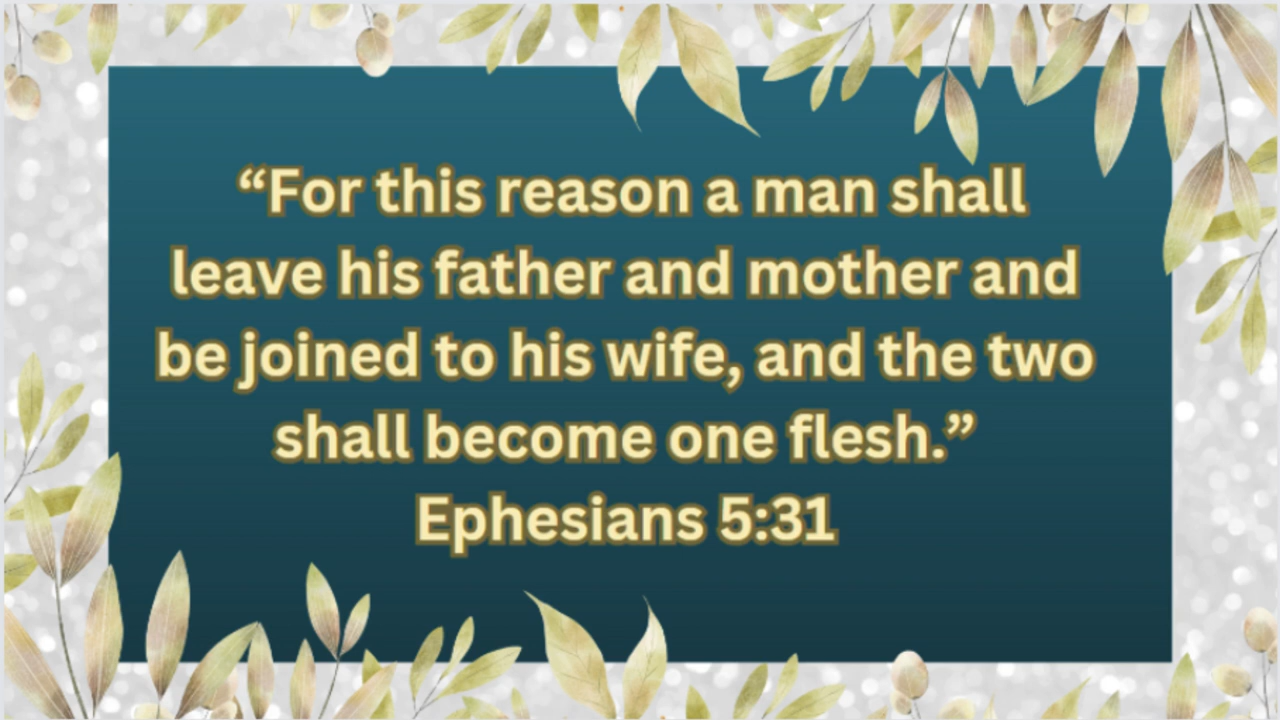 “For this reason a man shall
leave his father and mother and
be joined to his wife, and the two
shall become one flesh.”
Ephesians 5:31